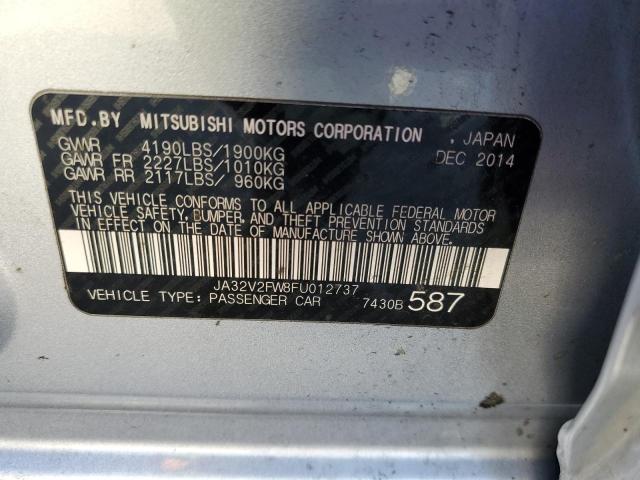 MFD.BY MITSUBISHI MOTORS CORPORATION , JAPAN
GVWR 4190LBS/1900KG DEC 2014
GAWR FR 2227LBS/1010KG
GAWR RR 2117LBS/ 960KG
THIS VEHICLE CONFORMS TO ALL APPLICABLE FEDERAL MOTOR
VEHICLE SAFETY, BUMPER, AND THEFT PREVENTION STANDARDS
IN EFFECT ON THE DATE OF MANUFACTURE SHOWN ABOVE.
JA32V2FW8FU012737
VEHICLE TYPE: PASSENGER CAR 7430B 587